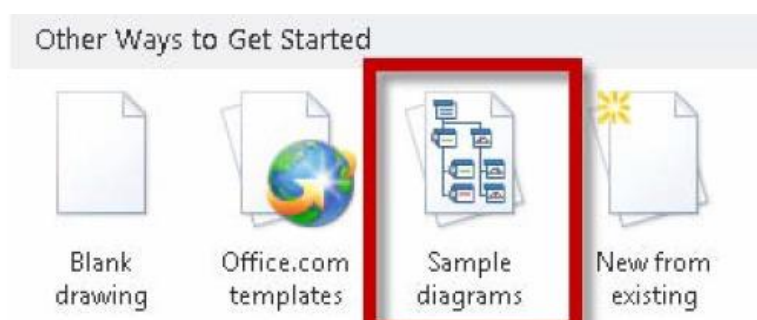 Other Ways to Get Started
Blank
drawing
Office.com
templates
Sample
diagrams
New from
existing